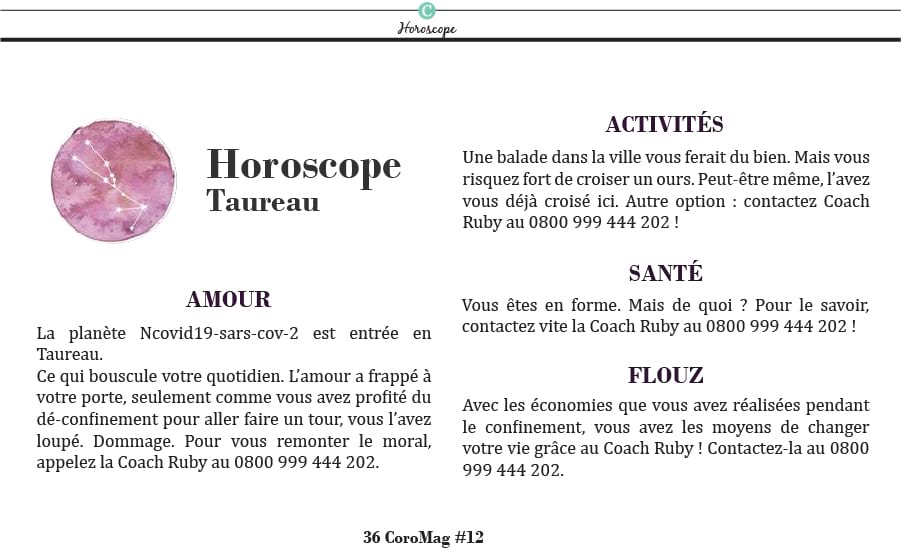 C
Horoscope
Horoscope
Taureau
AMOUR
La planète Ncovid19-sars-cov-2 est entrée en
Taureau.
Ce qui bouscule votre quotidien. L’amour a frappé à
votre porte, seulement comme vous avez profité du
dé-confinement pour aller faire un tour, vous l’avez
loupé. Dommage. Pour vous remonter le moral,
appelez la Coach Ruby au 0800 999 444 202.
ACTIVITÉS
Une balade dans la ville vous ferait du bien. Mais vous
risquez fort de croiser un ours. Peut-être même, l’avez
vous déjà croisé ici. Autre option : contactez Coach
Ruby au 0800 999 444 202 !
SANTÉ
Vous êtes en forme. Mais de quoi ? Pour le savoir,
contactez vite la Coach Ruby au 0800 999 444 202 !
FLOUZ
Avec les économies que vous avez réalisées pendant
le confinement, vous avez les moyens de changer
votre vie grâce au Coach Ruby ! Contactez-la au 0800
999 444 202.
36 CoroMag #12